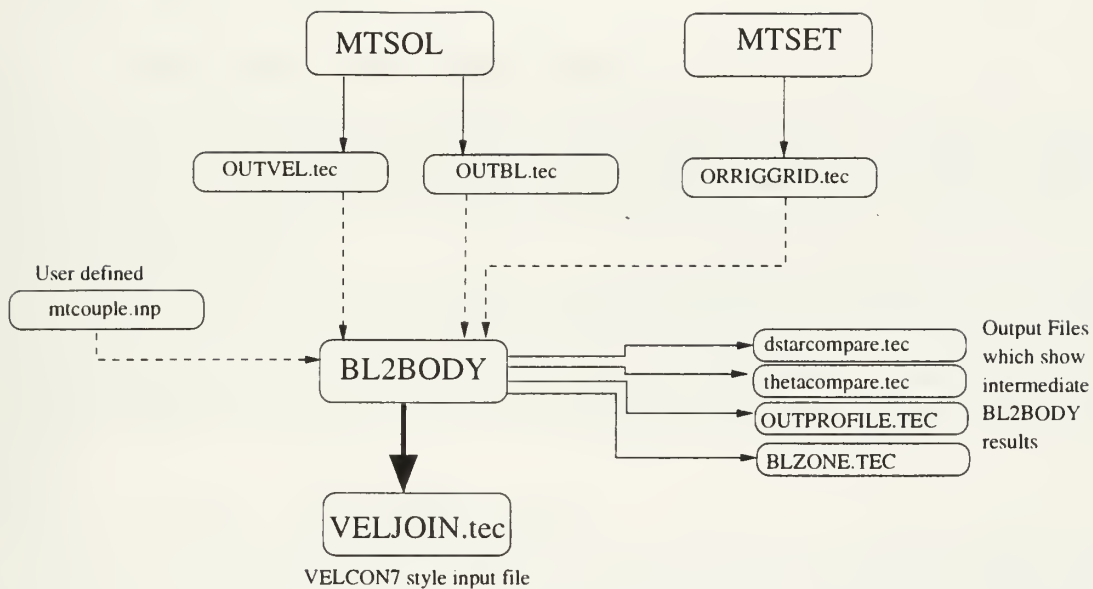 MTSOL
MTSET
OUTVEL.tec
OUTBL.tec
ORRIGGRID.tec
User defined
mtcouple.inp
BL2BODY
dstarcompare.tec
thetacompare.tec
OUTPROFILE.TEC
BLZONE.TEC
Output Files
which show
intermediate
BL2BODY
results
VELJOIN.tec
VELCON7 style input file